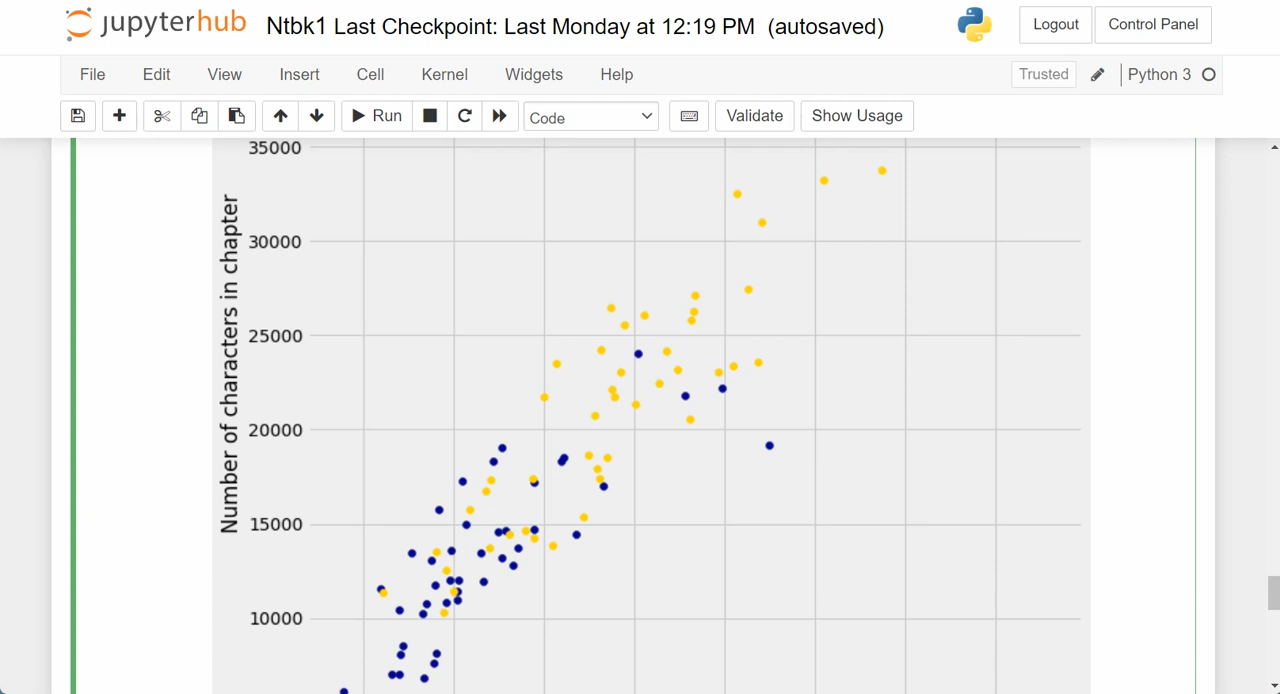 jupyterhub Ntbk1 Last Checkpoint: Last Monday at 12:19 PM (autosaved) Logout Control Panel
File Edit View Insert Cell Kernel Widgets Help Trusted Python 3
Run Code Validate Show Usage
35000
30000
25000
20000
15000
10000
Number of characters in chapter